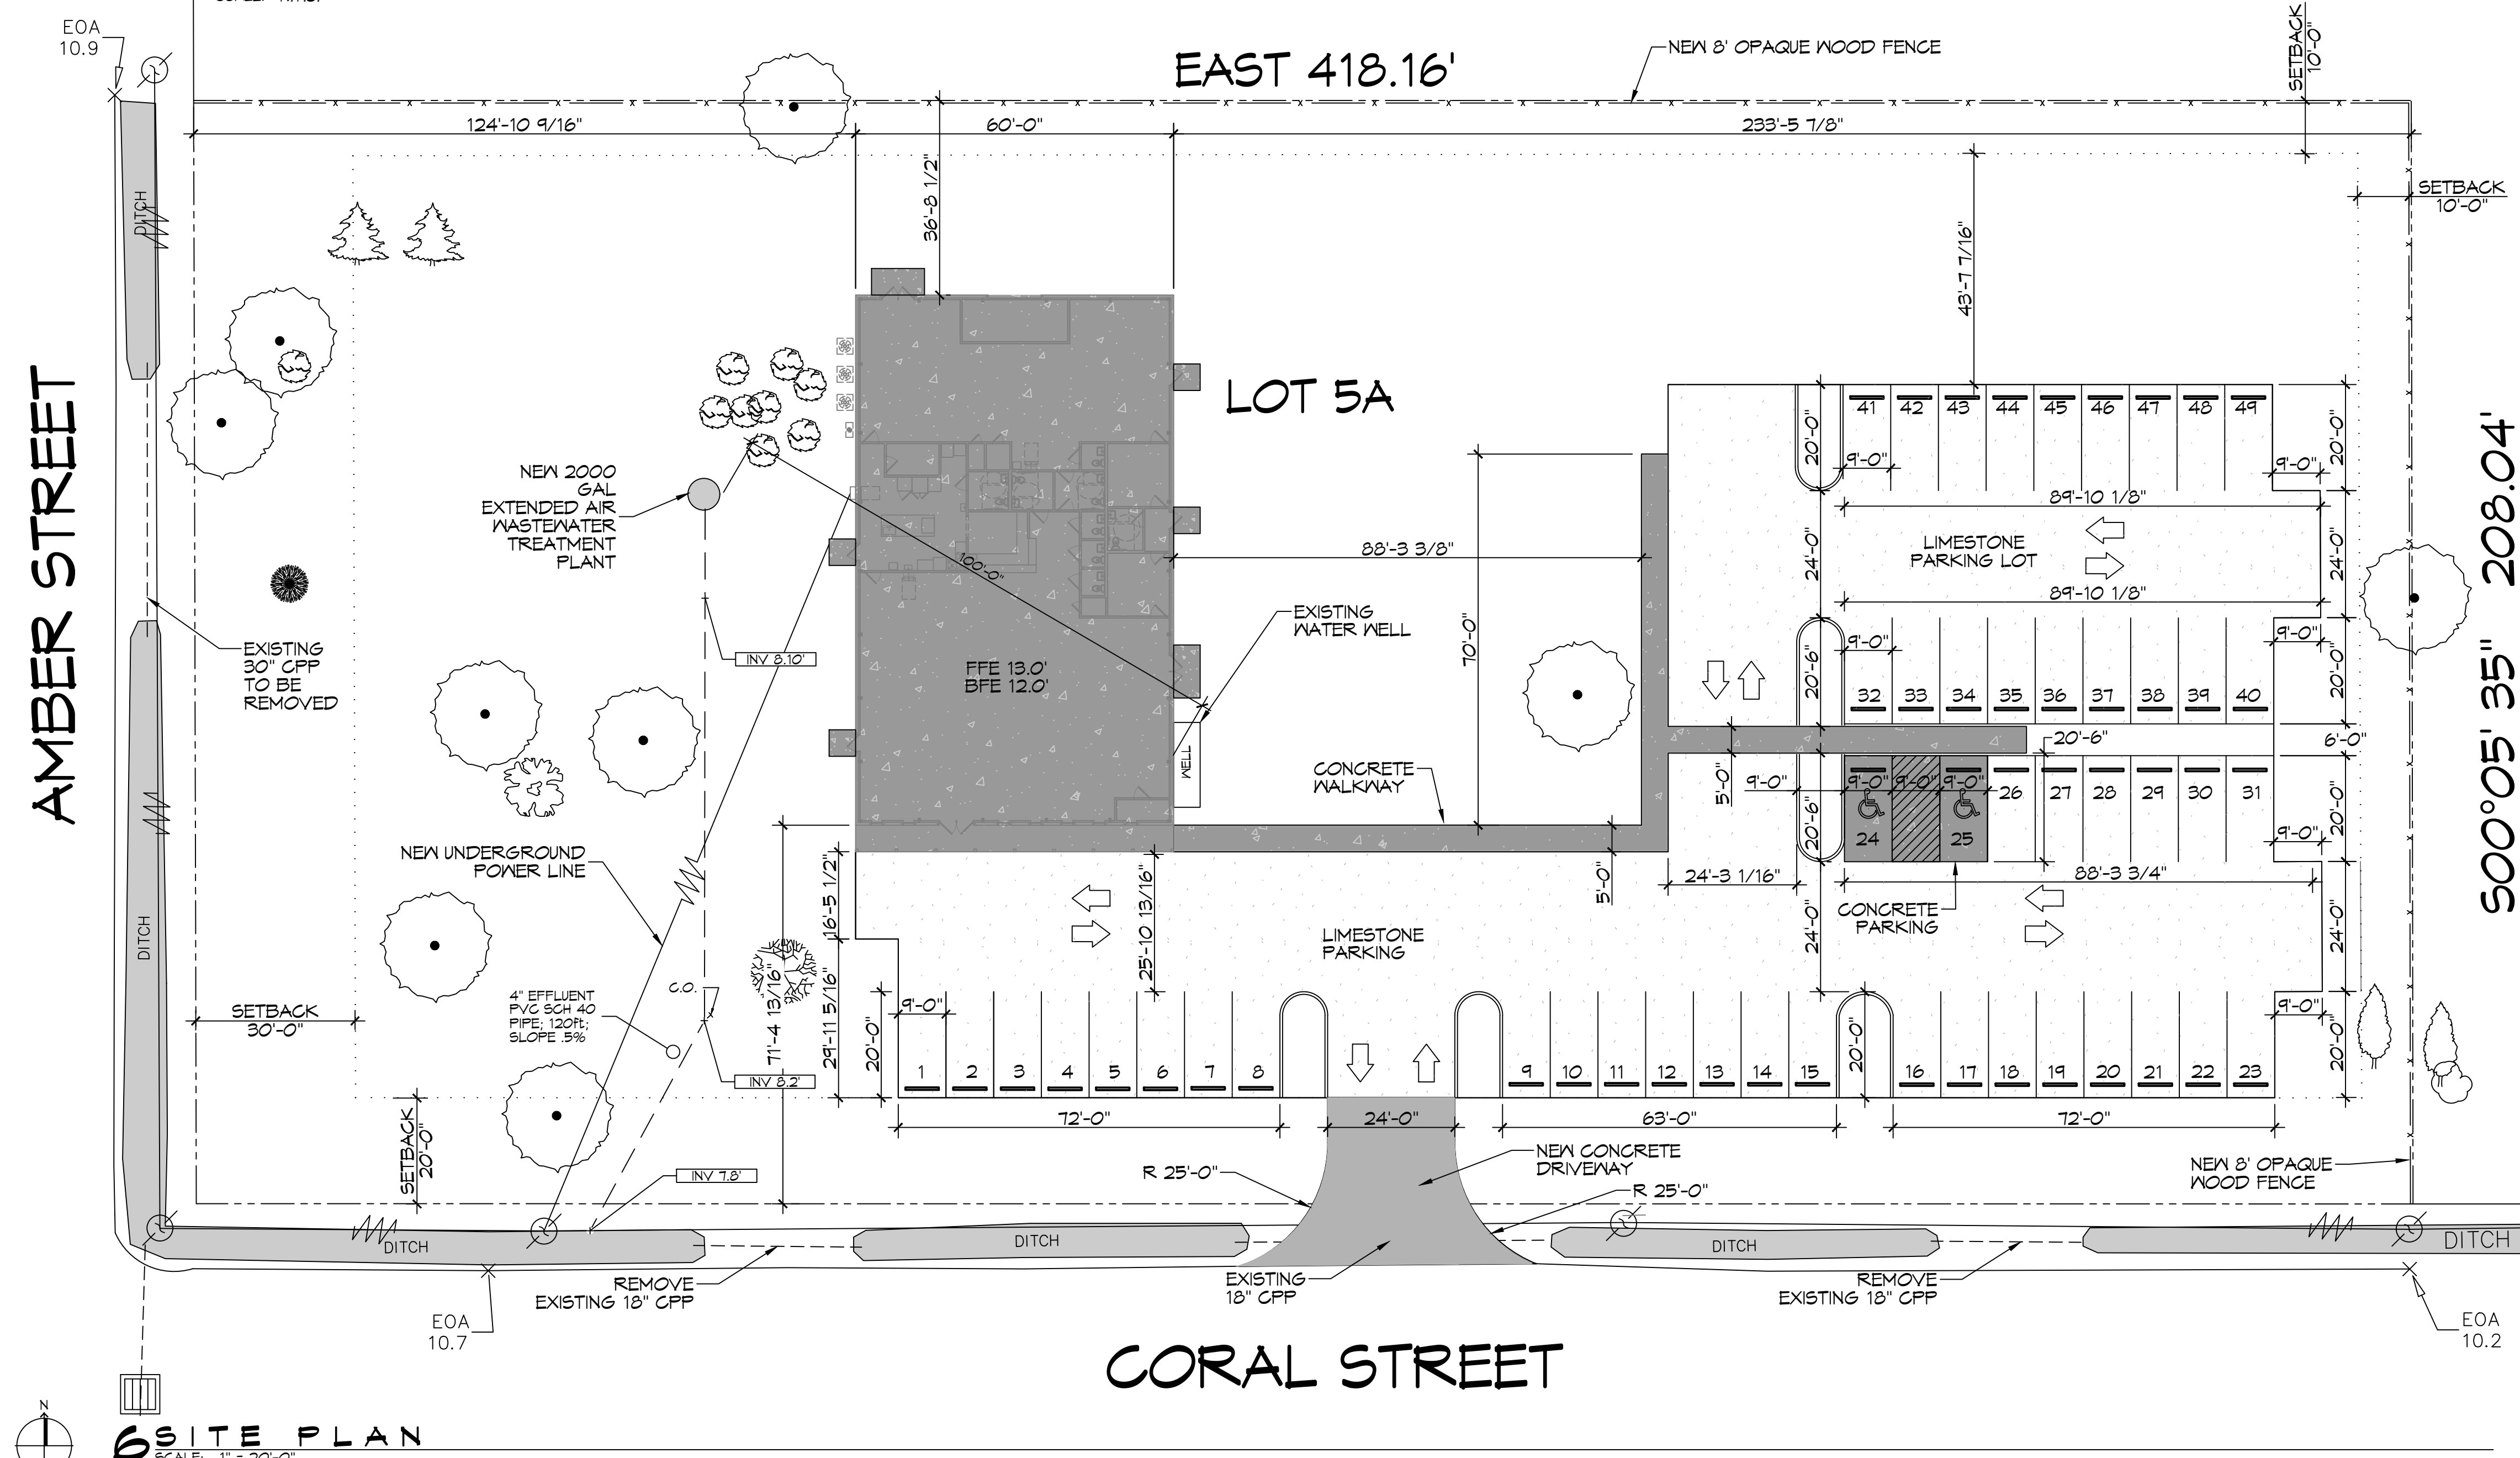 EOA
10.9
EAST 418.16'
NEW 8' OPAQUE WOOD FENCE
SETBACK
10'-0"
124'-10 9/16"
60'-0"
233'-5 7/8"
SETBACK
10'-0"
36'-8 1/2"
43'-7 7/16"
DITCH
AMBER STREET
LOT 5A
41
42
43
44
45
46
47
48
49
20'-0"
20'-0"
9'-0"
9'-0"
89'-10 1/8"
NEW 2000
GAL
EXTENDED AIR
WASTEWATER
TREATMENT
PLANT
100'-0"
88'-3 3/8"
LIMESTONE
PARKING LOT
24'-0"
24'-0"
89'-10 1/8"
S00°05' 35" 208.04'
EXISTING
30" CPP
TO BE
REMOVED
INV 8.10'
FFE 13.0'
BFE 12.0'
EXISTING
WATER WELL
70'-0"
9'-0"
9'-0"
20'-6"
20'-0"
32
33
34
35
36
37
38
39
40
WELL
CONCRETE
WALKWAY
5'-0"
20'-6"
6'-0"
9'-0"
9'-0"
9'-0"
9'-0"
26
27
28
29
30
31
24
25
20'-6"
20'-0"
9'-0"
NEW UNDERGROUND
POWER LINE
16'-5 1/2"
25'-10 13/16"
5'-0"
24'-3 1/16"
88'-3 3/4"
CONCRETE
PARKING
LIMESTONE
PARKING
24'-0"
24'-0"
DITCH
C.O.
4" EFFLUENT
PVC SCH 40
PIPE; 120ft;
SLOPE .5%
SETBACK
30'-0"
71'-4 13/16"
29'-11 5/16"
20'-0"
9'-0"
20'-0"
9'-0"
20'-0"
INV 8.2'
1
2
3
4
5
6
7
8
9
10
11
12
13
14
15
16
17
18
19
20
21
22
23
72'-0"
24'-0"
63'-0"
72'-0"
SETBACK
20'-0"
INV 7.8'
R 25'-0"
NEW CONCRETE
DRIVEWAY
R 25'-0"
NEW 8' OPAQUE
WOOD FENCE
DITCH
DITCH
DITCH
DITCH
REMOVE
EXISTING 18" CPP
EXISTING
18" CPP
REMOVE
EXISTING 18" CPP
EOA
10.7
EOA
10.2
CORAL STREET
N
6 SITE PLAN
SCALE: 1" = 20'-0"